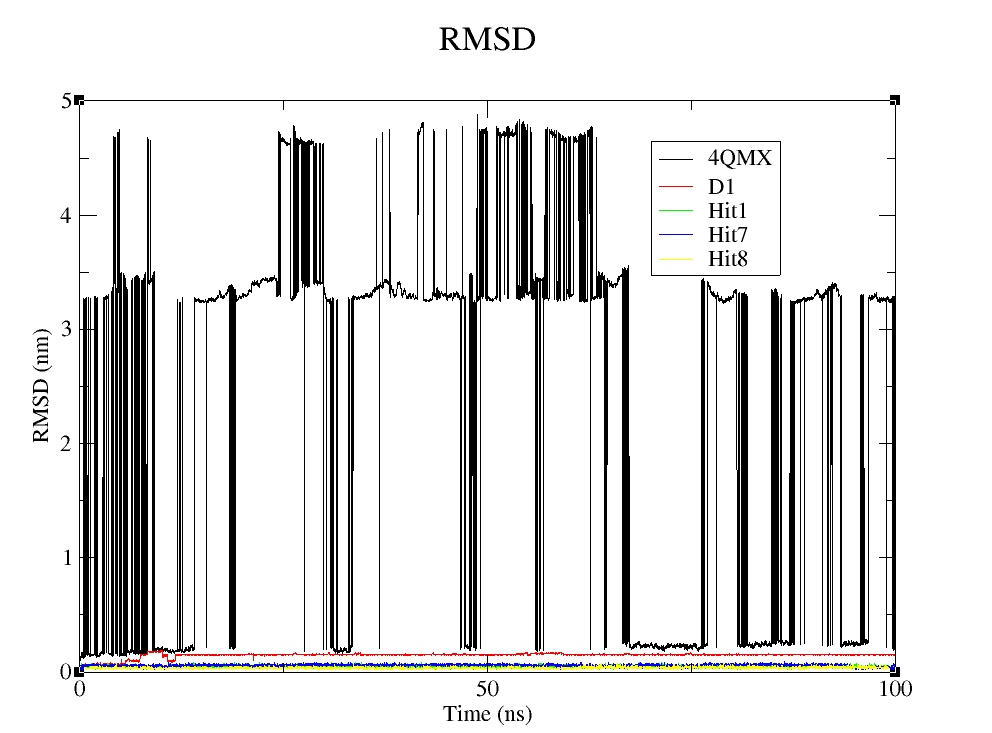 RMSD
5
4
3
2
1
0
RMSD (nm)
4QMX
D1
Hit1
Hit7
Hit8
0 50 100
Time (ns)